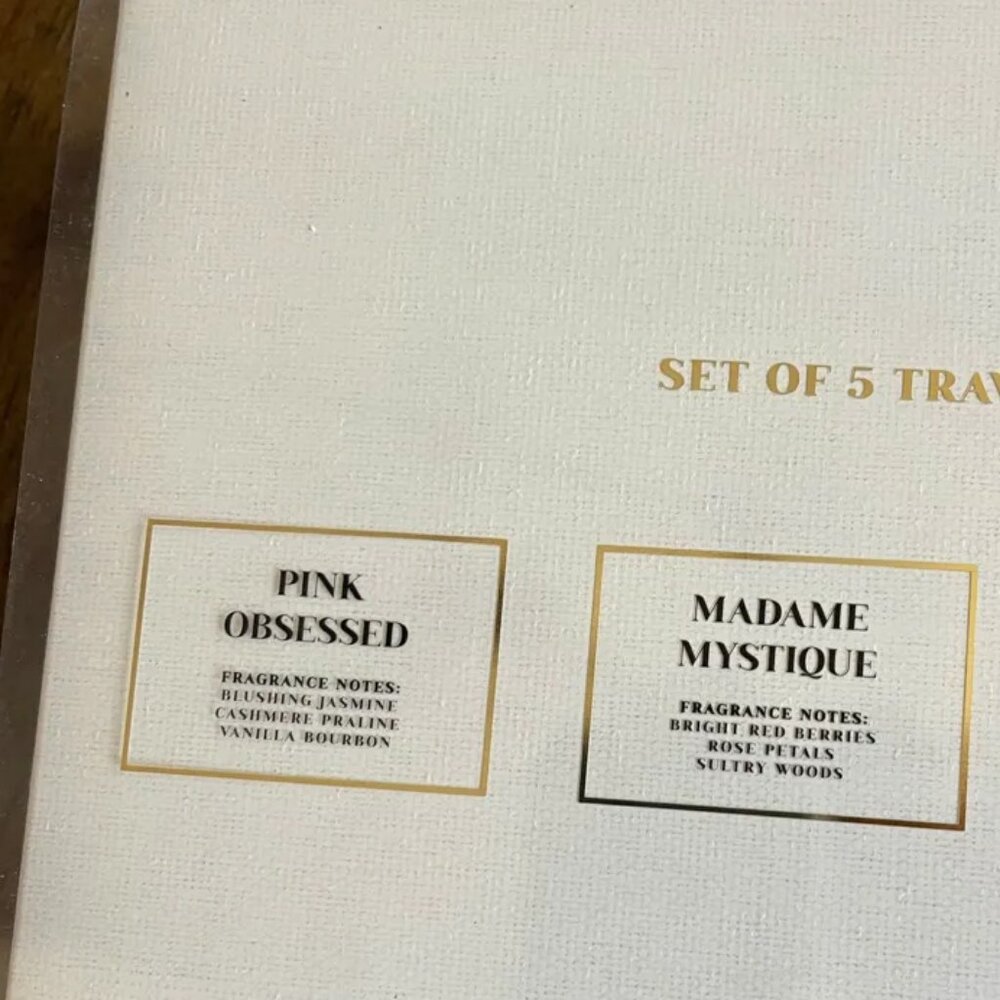 SET OF 5
PINK
OBSESSED
FRAGRANCE NOTES:
BLUSHING JASMINE
CASHMERE PRALINE
VANILLA BOURBON
MADAME
MYSTIQUE
FRAGRANCE NOTES:
BRIGHT RED BERRIES
ROSE PETALS
SULTRY WOODS